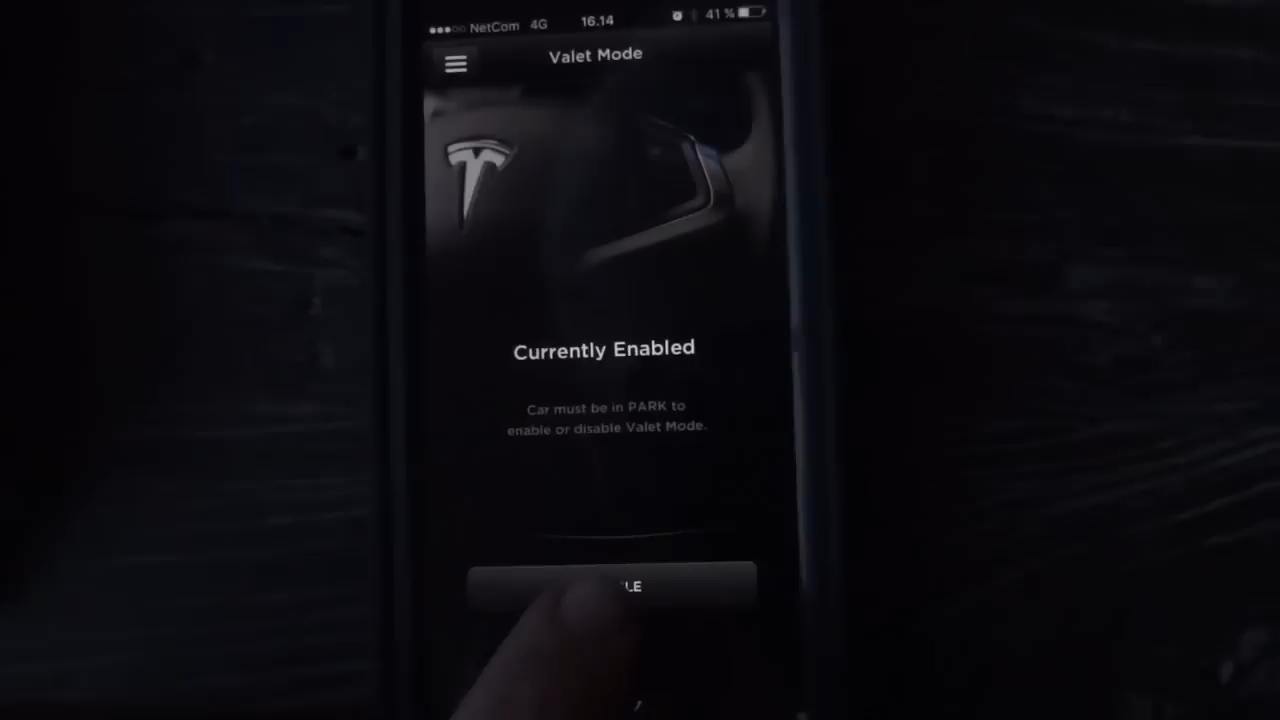 NetCom 4G 16.14 41 %
Valet Mode
Currently Enabled
Car must be in PARK to
enable or disable Valet Mode.